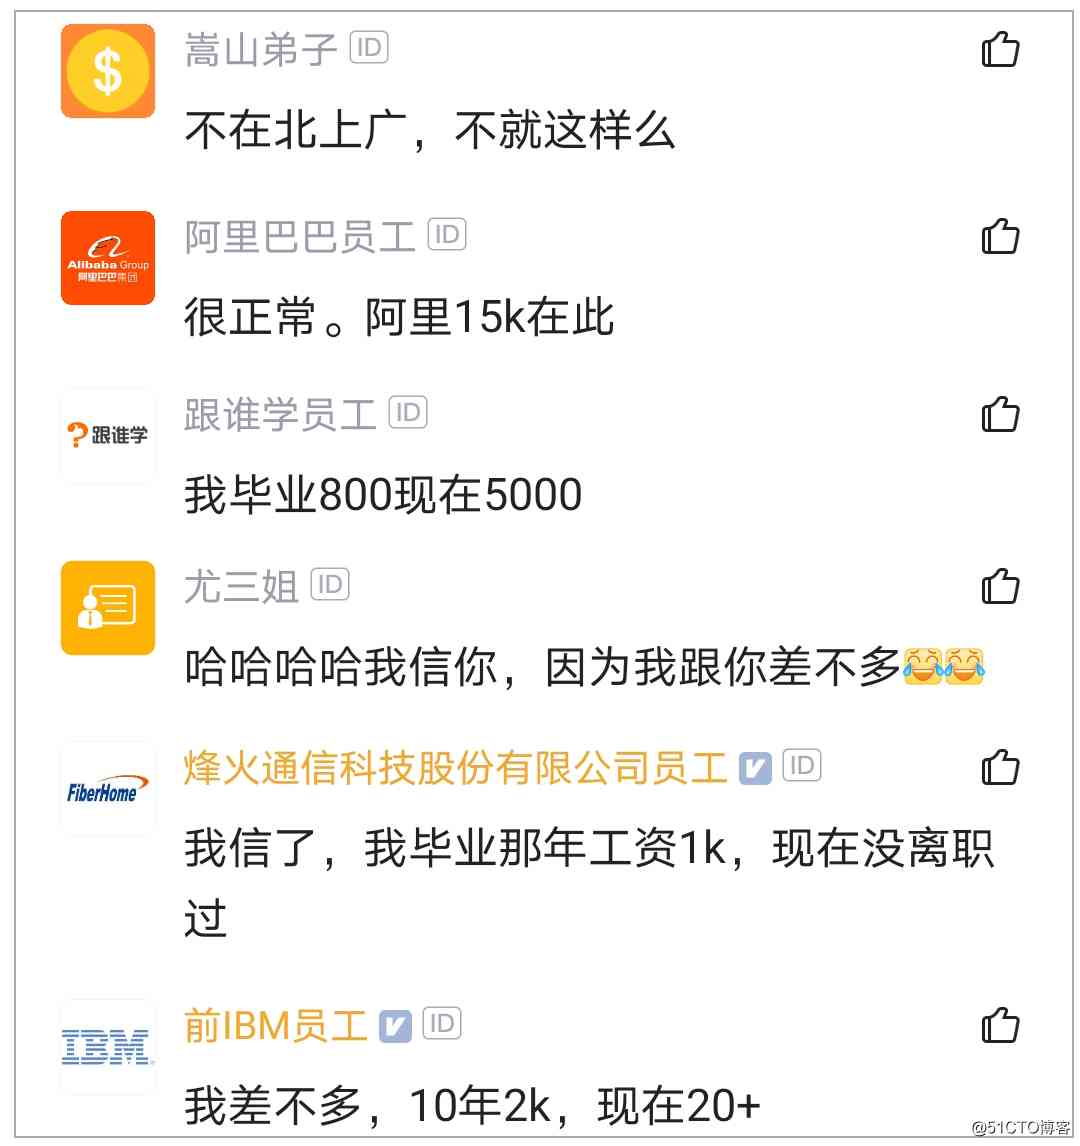 嵩山弟子 ID
不在北上广，不就这样么
阿里巴巴员工 ID
Alibaba Group
阿里巴巴集团
很正常。阿里15k在此
跟谁学员工 ID
跟谁学
我毕业800现在5000
尤三姐 ID
哈哈哈哈我信你，因为我跟你差不多😂😂
烽火通信科技股份有限公司员工 V ID
FiberHome
我信了，我毕业那年工资1k，现在没离职
过
前IBM员工 V ID
IBM
我差不多，10年2k，现在20+
@51CTO博客